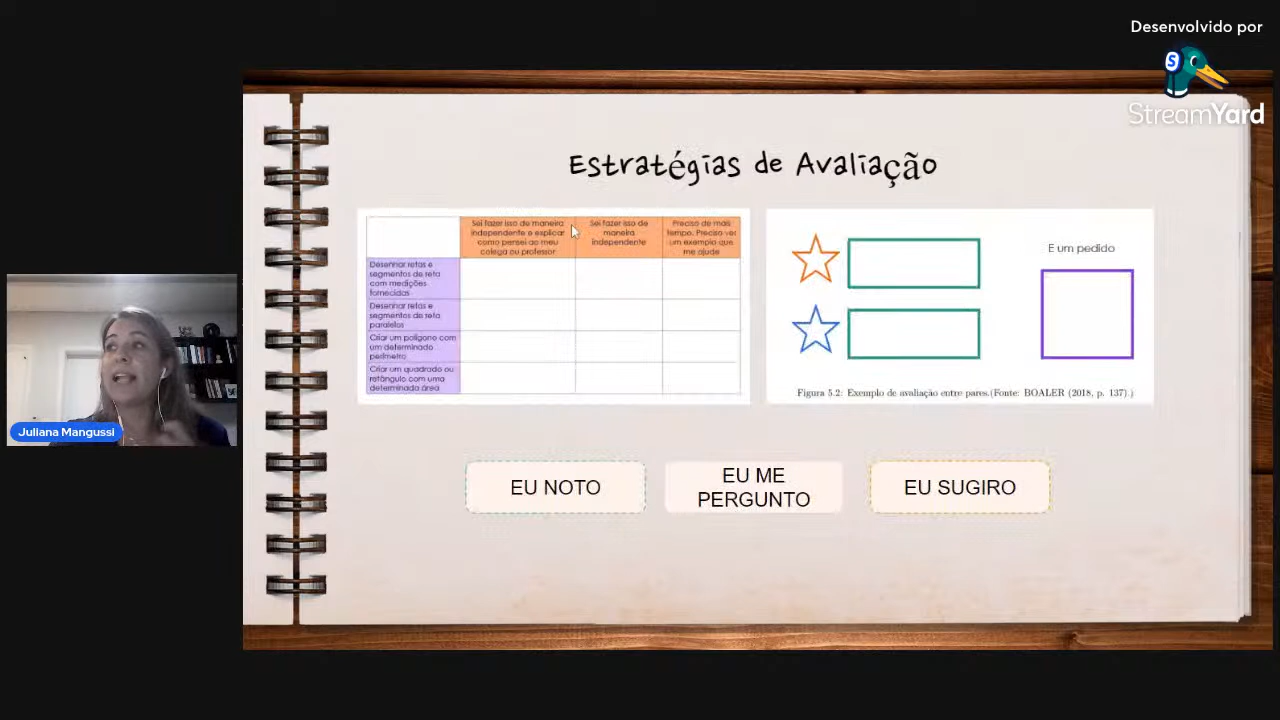 Desenvolvido por
StreamYard
Estratégias de Avaliação
Sei fazer isso de maneira
independente e explicar
como pensei ao meu
colega ou professor
Sei fazer isso de
maneira
independente
Preciso de mais
tempo. Preciso ver
um exemplo que
me ajude
Desenhar retas e
segmentos de reta
com medições
fornecidas
Desenhar retas e
segmentos de reta
paralelos
Criar um polígono com
um determinado
perímetro
Criar um quadrado ou
retângulo com uma
determinada área
E um pedido
Figura 5.2: Exemplo de avaliação entre pares.(Fonte: BOALER (2018, p. 137).)
Juliana Mangussi
EU NOTO
EU ME
PERGUNTO
EU SUGIRO